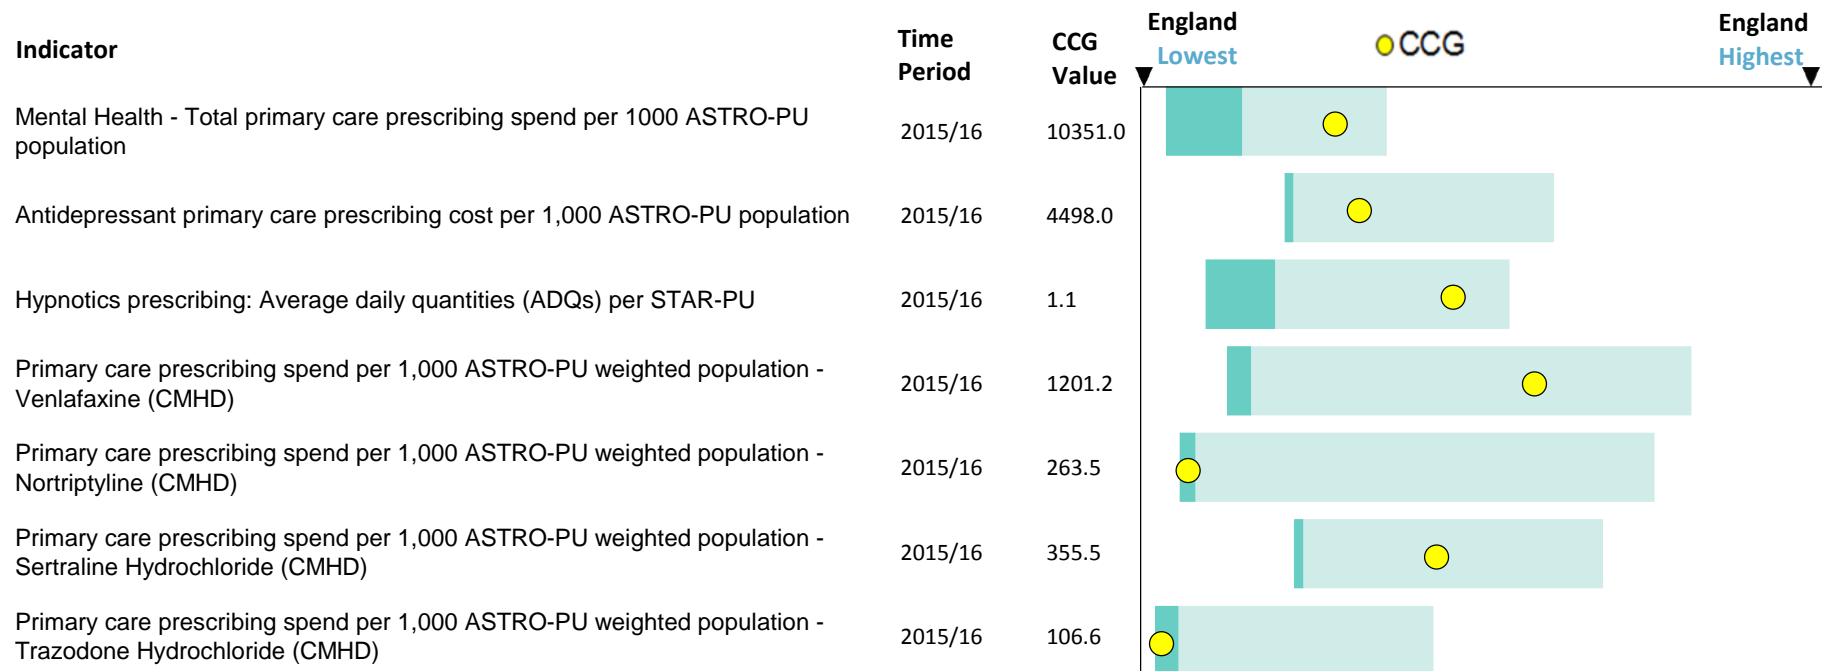 Indicator
Time
Period
CCG
Value
England
Lowest
CCG
England
Highest
Mental Health - Total primary care prescribing spend per 1000 ASTRO-PU
population
2015/16
10351.0
Antidepressant primary care prescribing cost per 1,000 ASTRO-PU population
2015/16
4498.0
Hypnotics prescribing: Average daily quantities (ADQs) per STAR-PU
2015/16
1.1
Primary care prescribing spend per 1,000 ASTRO-PU weighted population -
Venlafaxine (CMHD)
2015/16
1201.2
Primary care prescribing spend per 1,000 ASTRO-PU weighted population -
Nortriptyline (CMHD)
2015/16
263.5
Primary care prescribing spend per 1,000 ASTRO-PU weighted population -
Sertraline Hydrochloride (CMHD)
2015/16
355.5
Primary care prescribing spend per 1,000 ASTRO-PU weighted population -
Trazodone Hydrochloride (CMHD)
2015/16
106.6